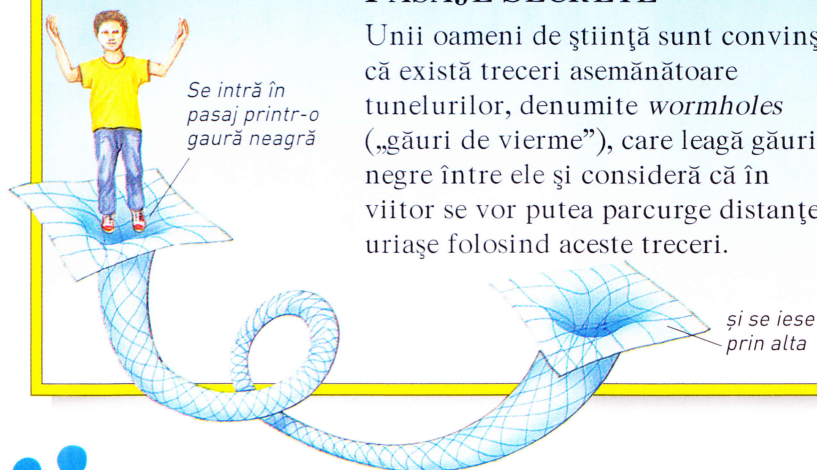 PASAJE SECRETE
Unii oameni de ştiinţă sunt convinş
că există treceri asemănătoare
tunelurilor, denumite wormholes
(„găuri de vierme”), care leagă găuri
negre între ele şi consideră că în
viitor se vor putea parcurge distanţe
uriaşe folosind aceste treceri.
Se intră în
pasaj printr-o
gaură neagră
și se iese
prin alta